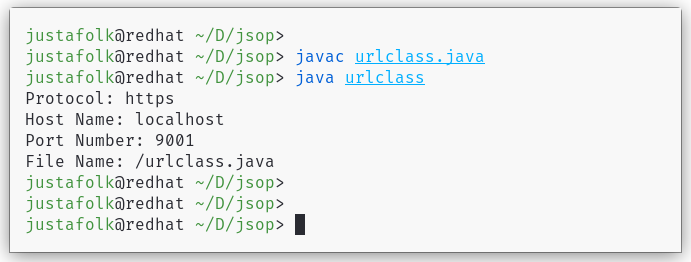 justafolk@redhat ~/D/jsop>
justafolk@redhat ~/D/jsop> javac urlclass.java
justafolk@redhat ~/D/jsop> java urlclass
Protocol: https
Host Name: localhost
Port Number: 9001
File Name: /urlclass.java
justafolk@redhat ~/D/jsop>
justafolk@redhat ~/D/jsop>
justafolk@redhat ~/D/jsop>